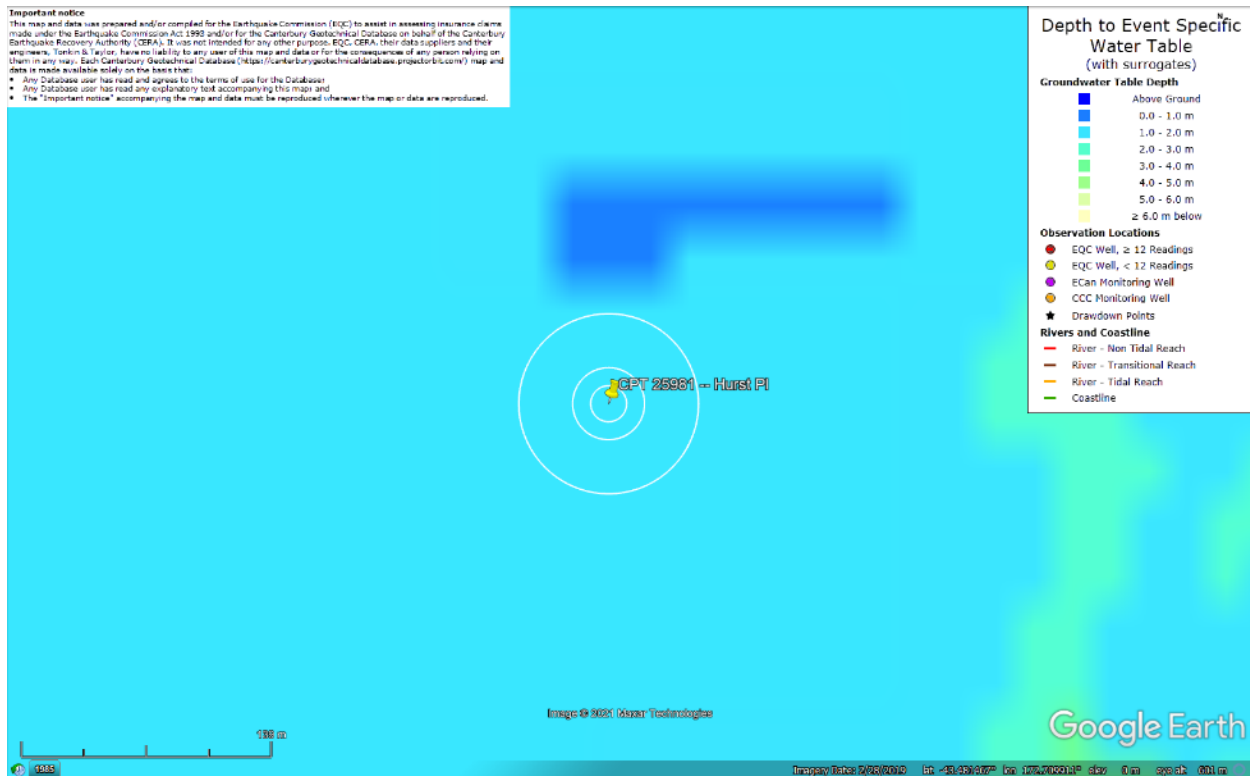 Important notice
This map and data was prepared and/or compiled for the Earthquake Commission (EQC) to assist in assessing insurance claims
made under the Earthquake Commission Act 1993 and/or for the Canterbury Geotechnical Database on behalf of the Canterbury
Earthquake Recovery Authority (CERA). It was not intended for any other purpose. EQC, CERA, their data suppliers and their
engineers, Tonkin & Taylor, have no liability to any user of this map and data or for the consequences of any person relying on
them in any way. Each Canterbury Geotechnical Database (https://canterburygeotechnicaldatabase.projectorbit.com/) map and
data is made available solely on the basis that:
• Any Database user has read and agrees to the terms of use for the Database;
• Any Database user has read any explanatory text accompanying this map; and
• The "Important notice" accompanying the map and data must be reproduced wherever the map or data are reproduced.
N
Depth to Event Specific
Water Table
(with surrogates)
Groundwater Table Depth
Above Ground
0.0 - 1.0 m
1.0 - 2.0 m
2.0 - 3.0 m
3.0 - 4.0 m
4.0 - 5.0 m
5.0 - 6.0 m
≥ 6.0 m below
Observation Locations
EQC Well, ≥ 12 Readings
EQC Well, < 12 Readings
ECan Monitoring Well
CCC Monitoring Well
Drawdown Points
Rivers and Coastline
River - Non Tidal Reach
River - Transitional Reach
River - Tidal Reach
Coastline
CPT 25981 -- Hurst Pl
Image © 2021 Maxar Technologies
Google Earth
1985
Imagery Date: 2/28/2019 lat lon elev 0 m eye alt